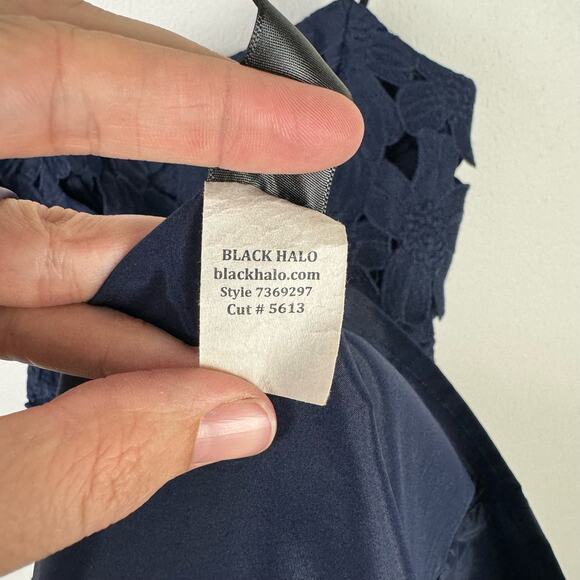 BLACK HALO
blackhalo.com
Style 7369297
Cut # 5613